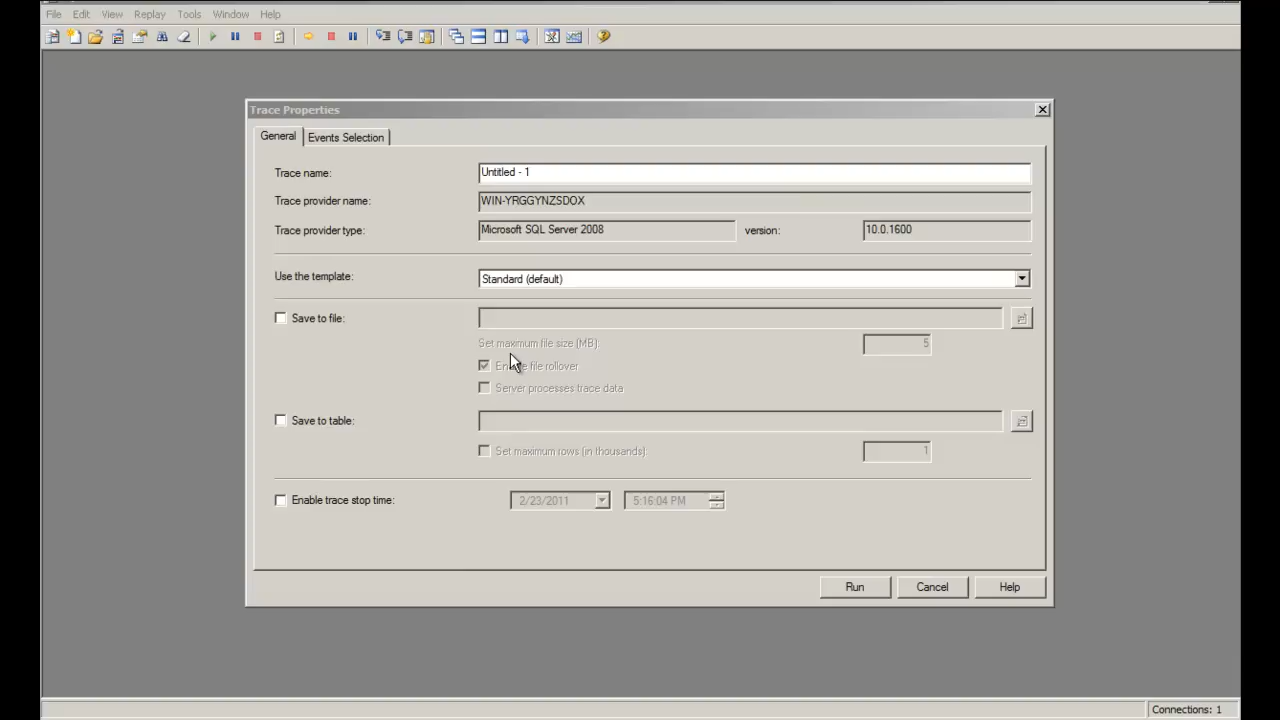 File Edit View Replay Tools Window Help
Trace Properties
General Events Selection
Trace name: Untitled - 1
Trace provider name: WIN-YRGGYNZSDOX
Trace provider type: Microsoft SQL Server 2008 version: 10.0.1600
Use the template: Standard (default)
Save to file:
Set maximum file size (MB): 5
file rollover
Server processes trace data
Save to table:
Set maximum rows (in thousands): 1
Enable trace stop time: 2/23/2011 5:16:04 PM
Run Cancel Help
Connections: 1